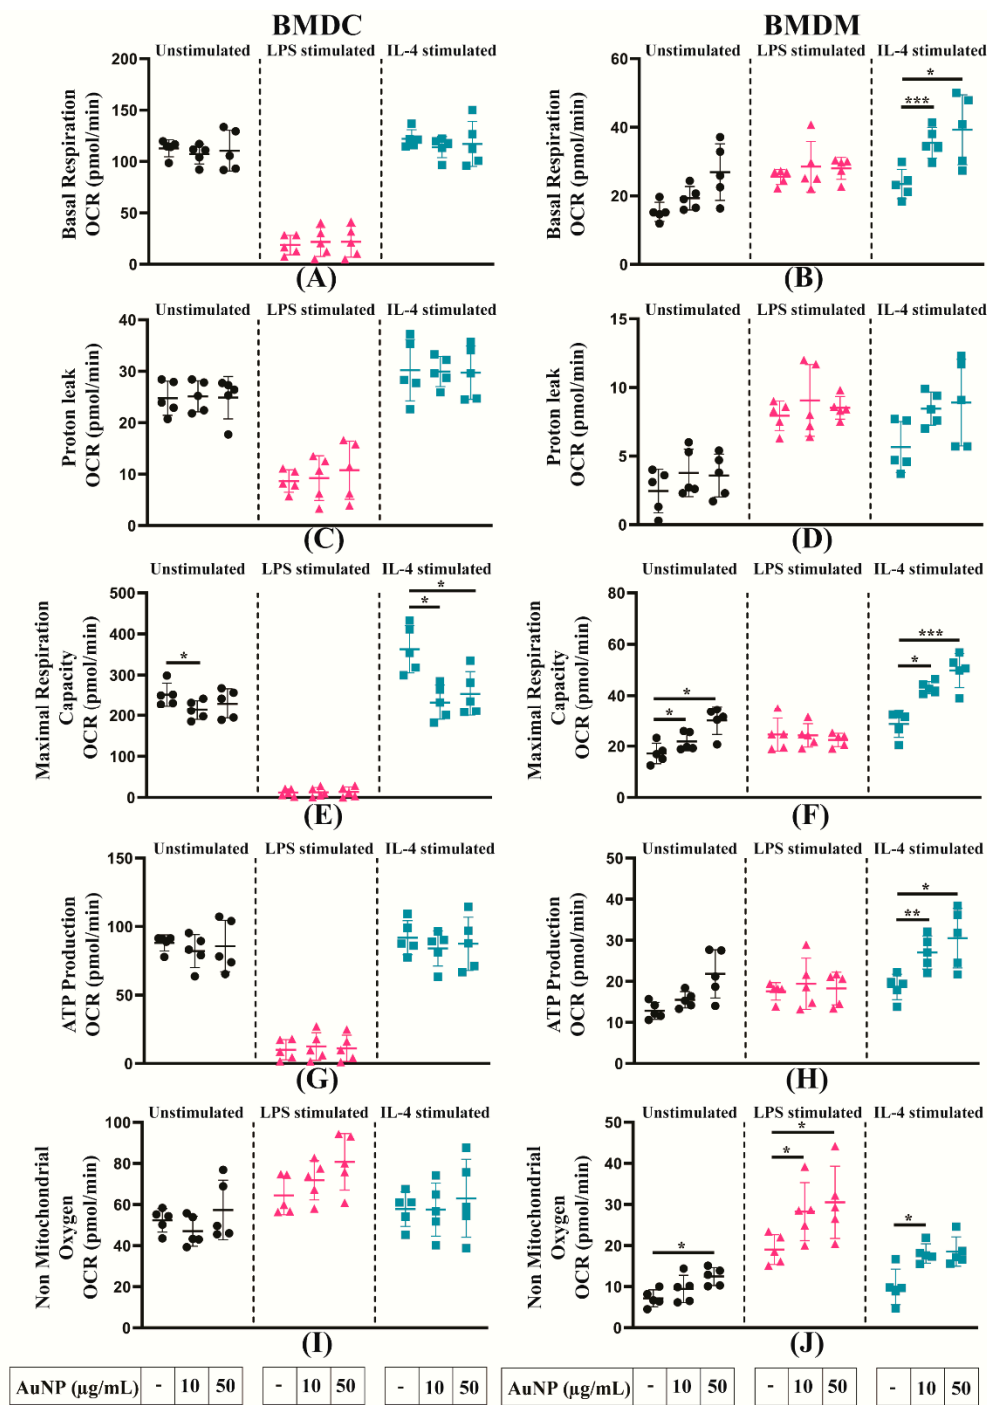 BMDC
BMDM
Unstimulated LPS stimulated IL-4 stimulated
Basal Respiration
OCR (pmol/min)
200
150
100
50
0
(A)
Unstimulated LPS stimulated IL-4 stimulated
Basal Respiration
OCR (pmol/min)
60
40
20
0
*
***
(B)
Unstimulated LPS stimulated IL-4 stimulated
Proton leak
OCR (pmol/min)
40
30
20
10
0
(C)
Unstimulated LPS stimulated IL-4 stimulated
Proton leak
OCR (pmol/min)
15
10
5
0
(D)
Unstimulated LPS stimulated IL-4 stimulated
Maximal Respiration
Capacity
OCR (pmol/min)
500
400
300
200
100
0
*
*
*
(E)
Unstimulated LPS stimulated IL-4 stimulated
Maximal Respiration
Capacity
OCR (pmol/min)
80
60
40
20
0
*
*
***
*
(F)
Unstimulated LPS stimulated IL-4 stimulated
ATP Production
OCR (pmol/min)
150
100
50
0
(G)
Unstimulated LPS stimulated IL-4 stimulated
ATP Production
OCR (pmol/min)
50
40
30
20
10
0
*
**
(H)
Unstimulated LPS stimulated IL-4 stimulated
Non Mitochondrial
Oxygen
OCR (pmol/min)
100
80
60
40
20
0
(I)
Unstimulated LPS stimulated IL-4 stimulated
Non Mitochondrial
Oxygen
OCR (pmol/min)
50
40
30
20
10
0
*
*
*
*
(J)
AuNP (µg/mL) - 10 50 - 10 50 - 10 50
AuNP (µg/mL) - 10 50 - 10 50 - 10 50